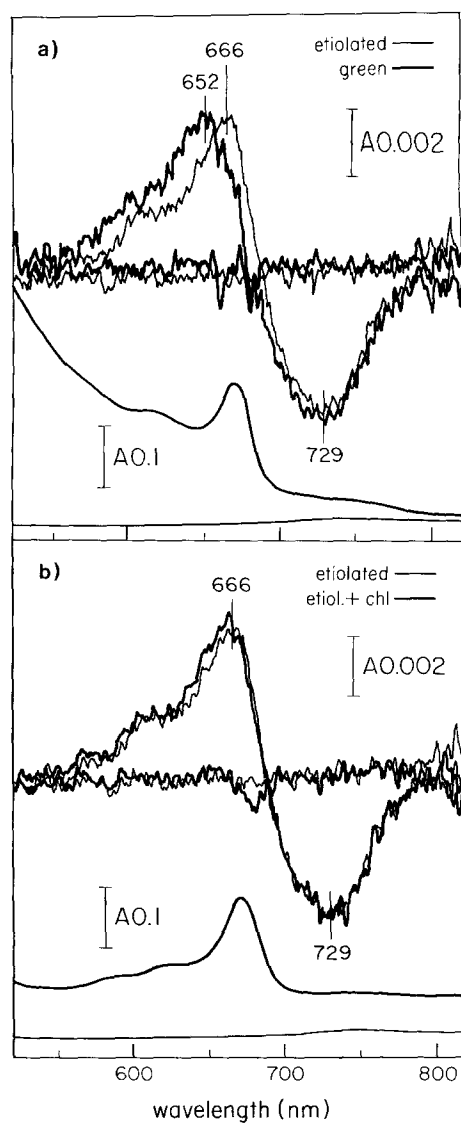 a)
666
etiolated
green
652
A0.002
A0.1
729
b)
666
etiolated
etiol.+ chl
A0.002
A0.1
729
600 700 800
wavelength (nm)